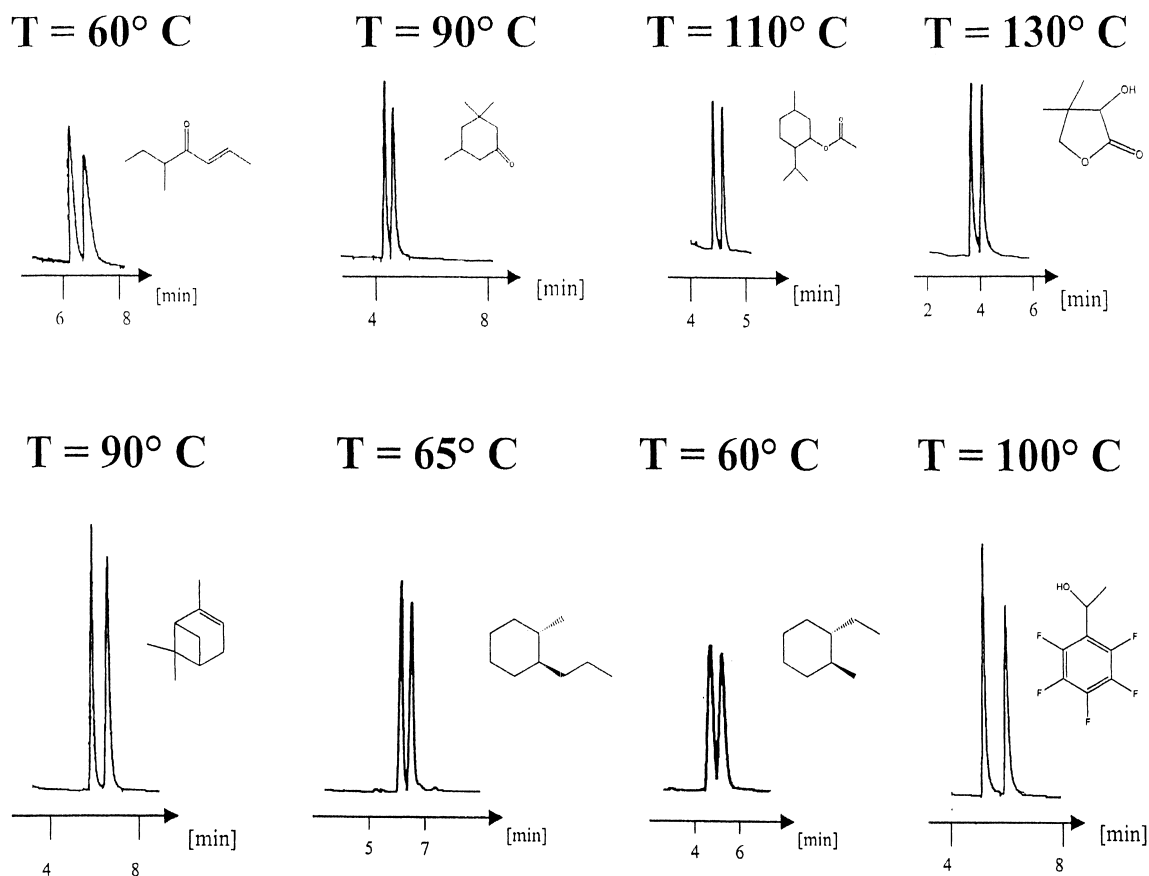 T = 60° C
T = 90° C
T = 110° C
T = 130° C
O
O
O
O
OH
O
O
6
8
[min]
4
8
[min]
4
5
[min]
2
4
6
[min]
T = 90° C
T = 65° C
T = 60° C
T = 100° C
HO
F
F
F
F
F
4
8
[min]
5
7
[min]
4
6
[min]
4
8
[min]